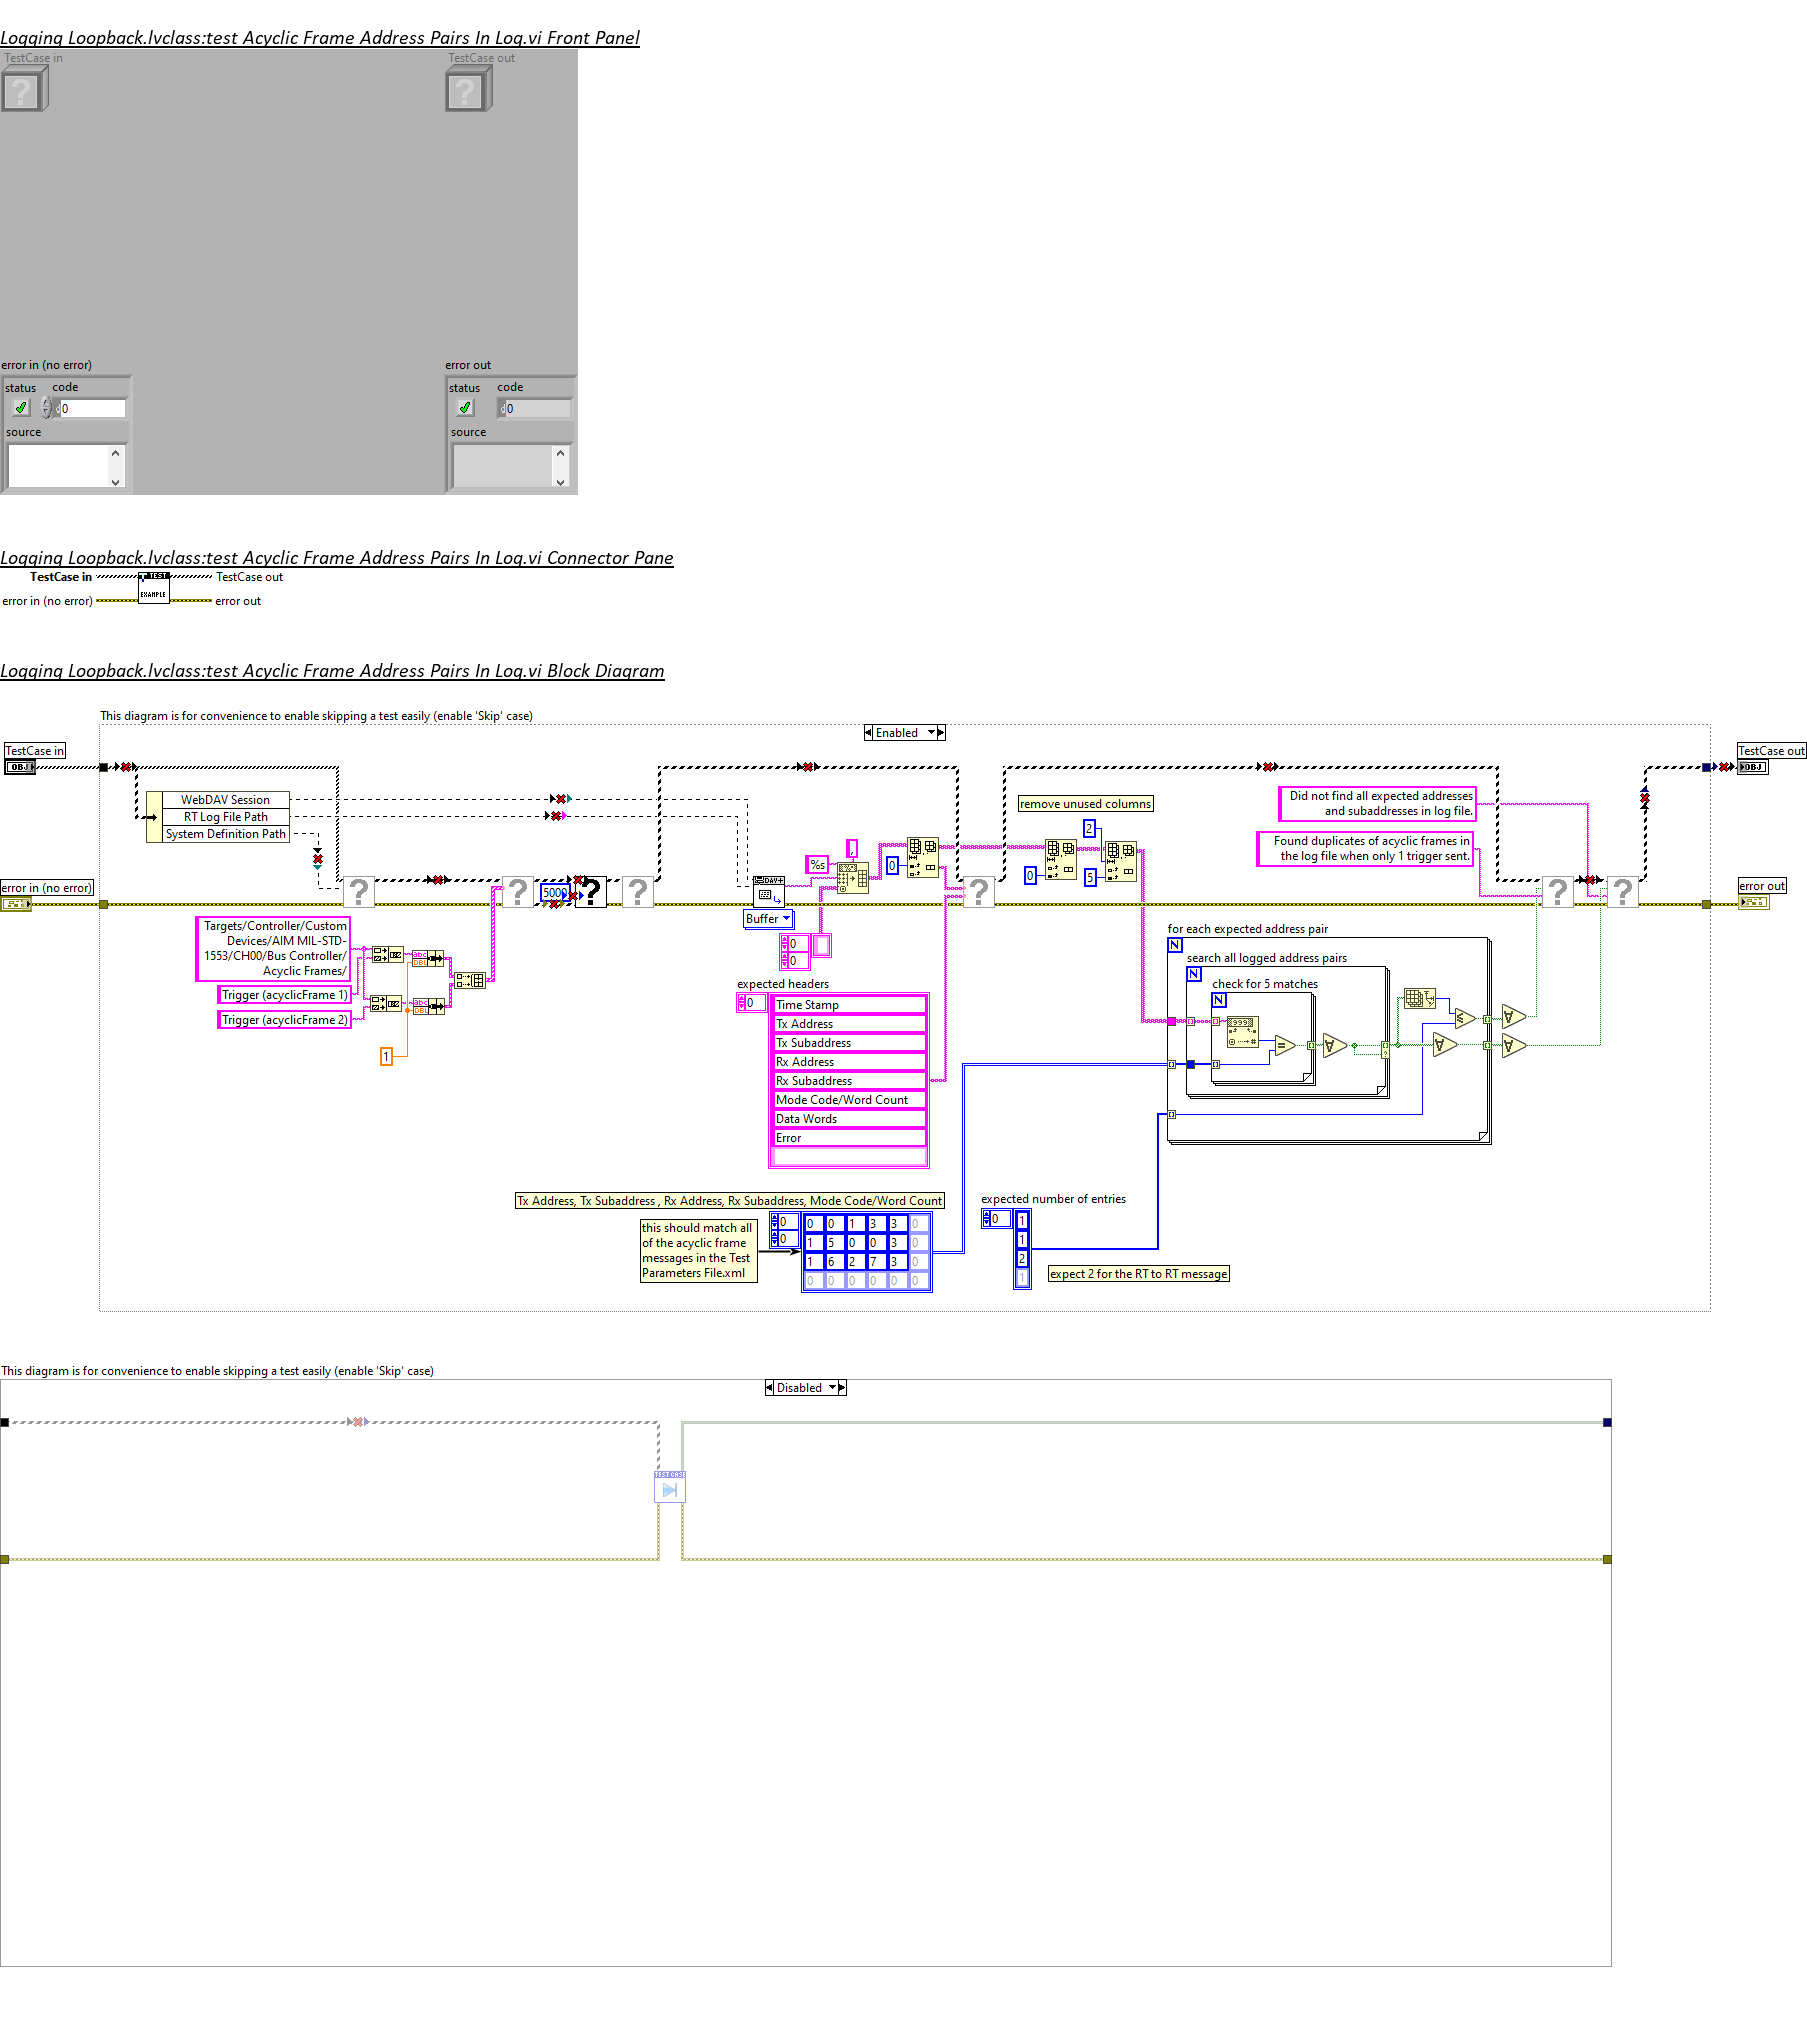 Logging Loopback.lvclass:test Acyclic Frame Address Pairs In Log.vi Front Panel
TestCase in
TestCase out
?
?
error in (no error)
error out
status
code
status
code
d0
d0
source
source
Logging Loopback.lvclass:test Acyclic Frame Address Pairs In Log.vi Connector Pane
TestCase in
TEST
TestCase out
error in (no error)
EXAMPLE
error out
Logging Loopback.lvclass:test Acyclic Frame Address Pairs In Log.vi Block Diagram
This diagram is for convenience to enable skipping a test easily (enable 'Skip' case)
Enabled
TestCase in
OBJ
TestCase out
OBJ
WebDAV Session
RT Log File Path
System Definition Path
remove unused columns
Did not find all expected addresses
and subaddresses in log file.
Found duplicates of acyclic frames in
the log file when only 1 trigger sent.
2
,
%s
0
0
5
error in (no error)
error out
?
?
5000
?
?
DAV+
?
?
?
Buffer
Targets/Controller/Custom
Devices/AIM MIL-STD-
1553/CH00/Bus Controller/
Acyclic Frames/
abc
DBL
Trigger (acyclicFrame 1)
abc
DBL
Trigger (acyclicFrame 2)
1
0
0
for each expected address pair
N
search all logged address pairs
N
check for 5 matches
N
expected headers
0
Time Stamp
Tx Address
Tx Subaddress
Rx Address
Rx Subaddress
Mode Code/Word Count
Data Words
Error
Tx Address, Tx Subaddress , Rx Address, Rx Subaddress, Mode Code/Word Count
this should match all
of the acyclic frame
messages in the Test
Parameters File.xml
0
0
0 0 1 3 3 0
1 5 0 0 3 0
1 6 2 7 3 0
0 0 0 0 0 0
expected number of entries
0
1
1
2
1
expect 2 for the RT to RT message
This diagram is for convenience to enable skipping a test easily (enable 'Skip' case)
Disabled
TEST CASE